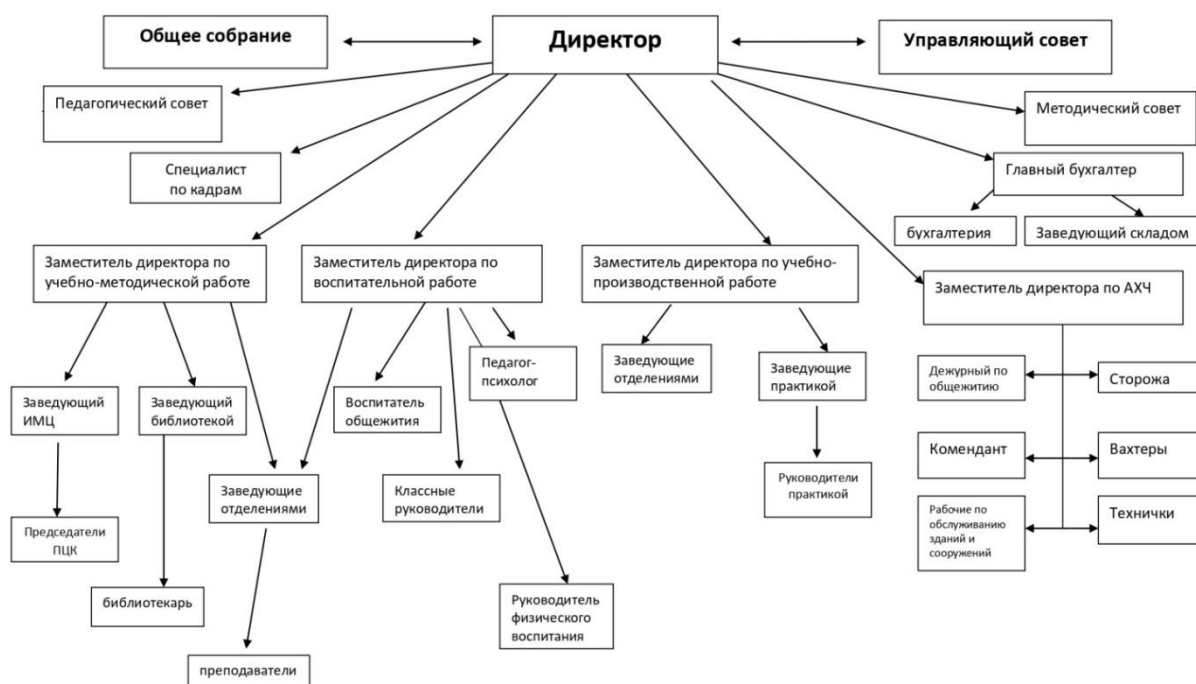 Общее собрание
Директор
Управляющий совет
Педагогический совет
Методический совет
Специалист
по кадрам
Главный бухгалтер
бухгалтерия
Заведующий складом
Заместитель директора по
учебно-методической работе
Заместитель директора по
воспитательной работе
Заместитель директора по учебно-
производственной работе
Заместитель директора по АХЧ
Заведующий
ИМЦ
Заведующий
библиотекой
Воспитатель
общежития
Педагог-
психолог
Заведующие
отделениями
Заведующие
практикой
Дежурный по
общежитию
Сторожа
Комендант
Вахтеры
Рабочие по
обслуживанию
зданий и
сооружений
Технички
Председатели
ПЦК
Заведующие
отделениями
Классные
руководители
Руководители
практикой
библиотекарь
Руководитель
физического
воспитания
преподаватели